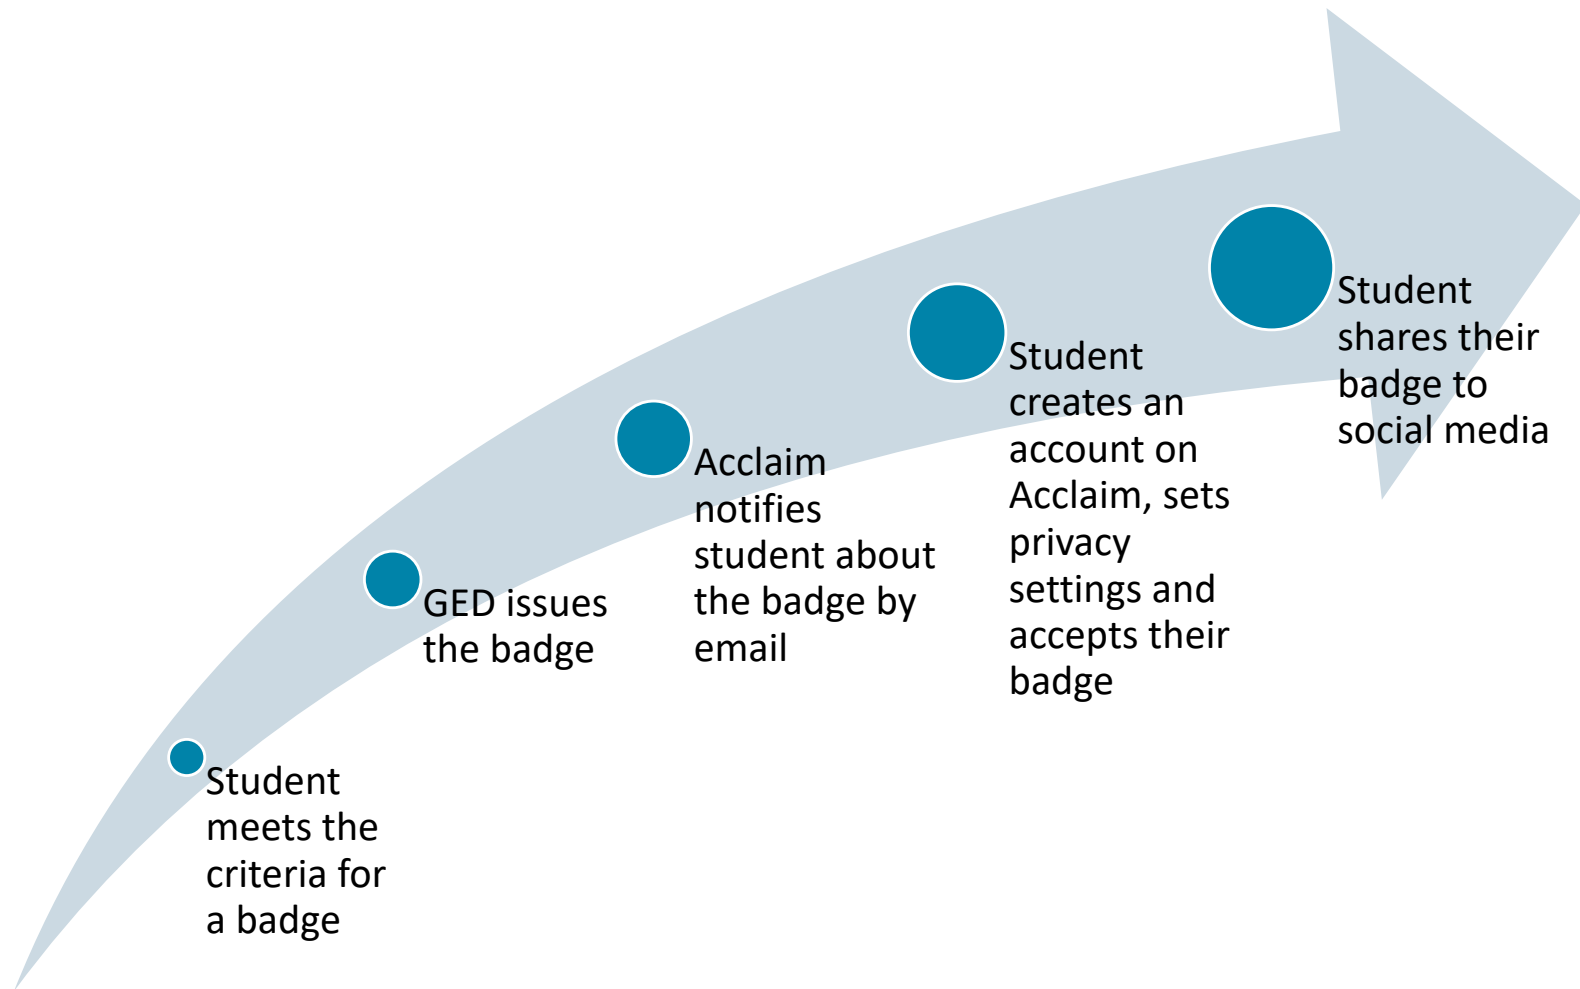 Student
meets the
criteria for
a badge
GED issues
the badge
Acclaim
notifies
student about
the badge by
email
Student
creates an
account on
Acclaim, sets
privacy
settings and
accepts their
badge
Student
shares their
badge to
social media